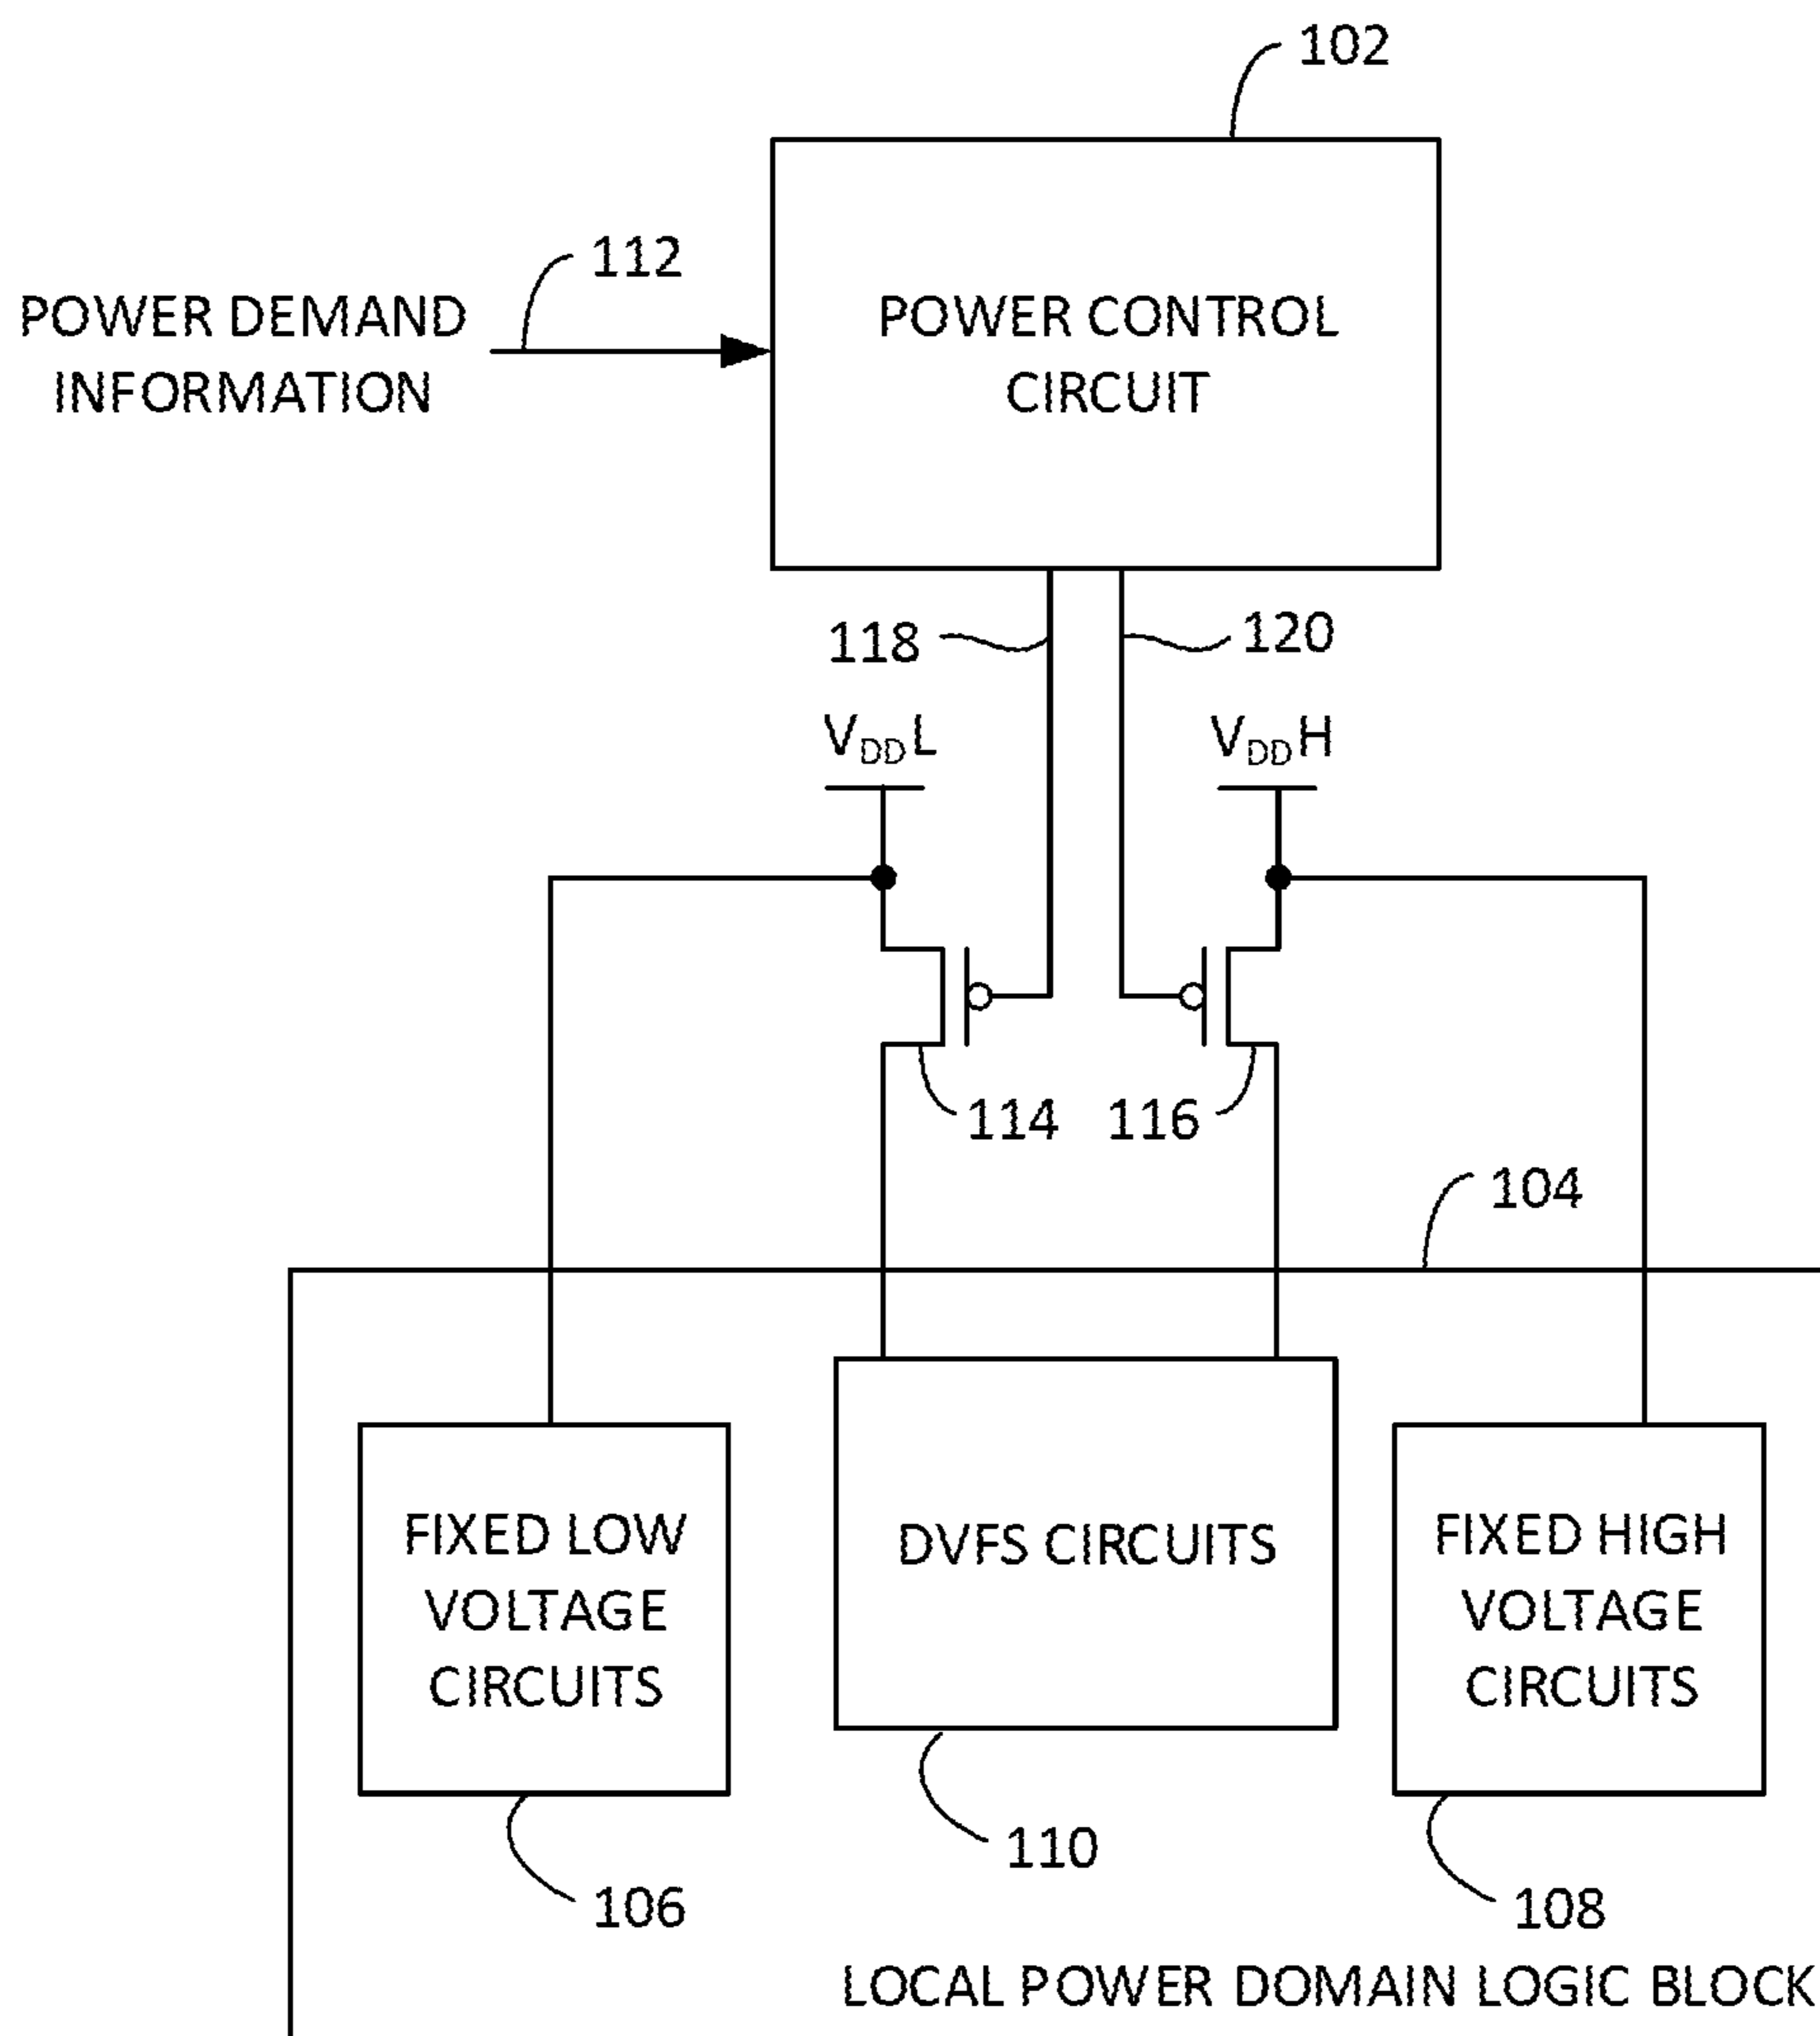 102
112
POWER DEMAND
INFORMATION
POWER CONTROL
CIRCUIT
118
120
VDDL
VDDH
114
116
104
FIXED LOW
VOLTAGE
CIRCUITS
DVFS CIRCUITS
FIXED HIGH
VOLTAGE
CIRCUITS
110
106
108
LOCAL POWER DOMAIN LOGIC BLOCK